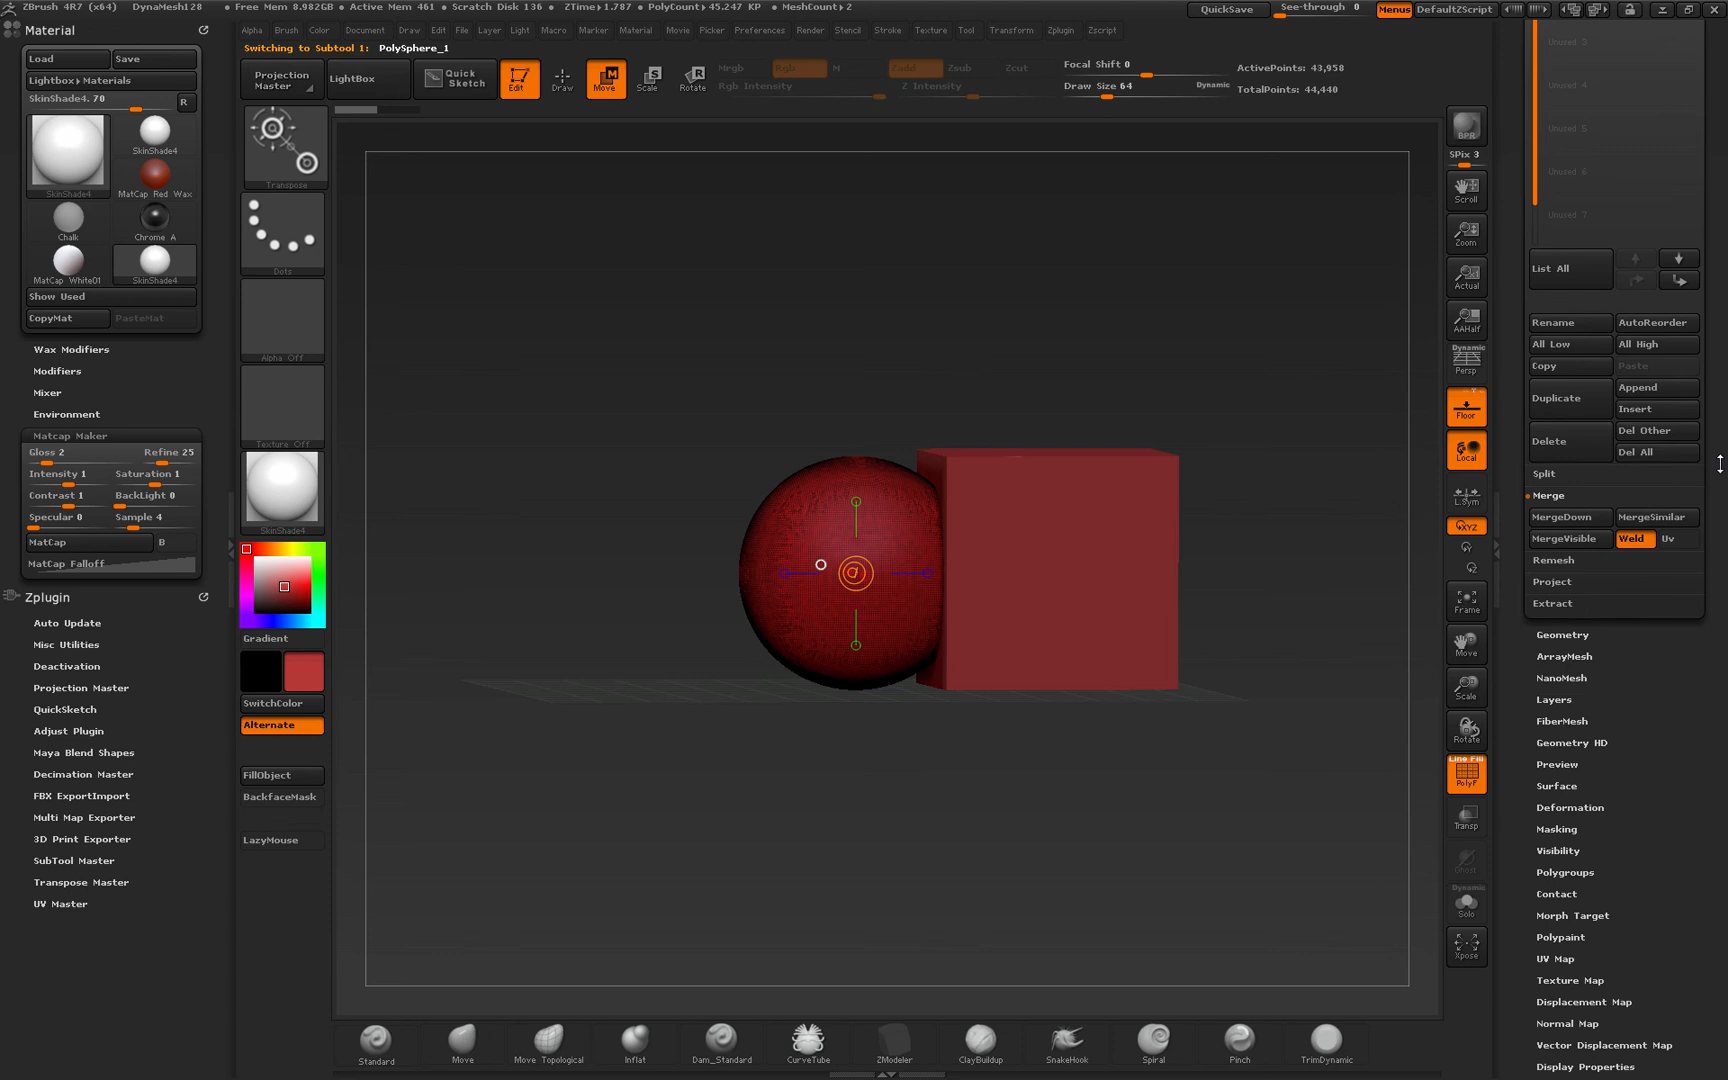 ZBrush 4R7 (x64) DynaMesh128 • Free Mem 8.982GB • Active Mem 461 • Scratch Disk 136 • ZTime▸1.787 • PolyCount▸45.247 KP • MeshCount▸2 QuickSave See-through 0 Menus DefaultZScript
Alpha Brush Color Document Draw Edit File Layer Light Macro Marker Material Movie Picker Preferences Render Stencil Stroke Texture Tool Transform Zplugin Zscript
Switching to Subtool 1: PolySphere_1
Material
Load Save
Lightbox▸Materials
SkinShade4. 70 R
SkinShade4
SkinShade4 MatCap Red Wax
Chalk Chrome A
MatCap White01 SkinShade4
Show Used
CopyMat PasteMat
Wax Modifiers
Modifiers
Mixer
Environment
Matcap Maker
Gloss 2 Refine 25
Intensity 1 Saturation 1
Contrast 1 BackLight 0
Specular 0 Sample 4
MatCap B
MatCap Falloff
Zplugin
Auto Update
Misc Utilities
Deactivation
Projection Master
QuickSketch
Adjust Plugin
Maya Blend Shapes
Decimation Master
FBX ExportImport
Multi Map Exporter
3D Print Exporter
SubTool Master
Transpose Master
UV Master
Projection Master
LightBox
Quick Sketch
Edit
Draw
Move
Scale
Rotate
Mrgb Rgb M
Rgb Intensity
Zadd Zsub Zcut
Z Intensity
Focal Shift 0
Draw Size 64 Dynamic
ActivePoints: 43,958
TotalPoints: 44,440
Transpose
Dots
Alpha Off
Texture Off
SkinShade4
Gradient
SwitchColor
Alternate
FillObject
BackfaceMask
LazyMouse
BPR
SPix 3
Scroll
Zoom
Actual
AAHalf
Dynamic
Persp
Floor
Local
L.Sym
XYZ
Y
Z
Frame
Move
Scale
Rotate
Line Fill
PolyF
Transp
Ghost
Dynamic
Solo
Xpose
Unused 3
Unused 4
Unused 5
Unused 6
Unused 7
List All
Rename AutoReorder
All Low All High
Copy Paste
Duplicate Append
Insert
Delete Del Other
Del All
Split
Merge
MergeDown MergeSimilar
MergeVisible Weld Uv
Remesh
Project
Extract
Geometry
ArrayMesh
NanoMesh
Layers
FiberMesh
Geometry HD
Preview
Surface
Deformation
Masking
Visibility
Polygroups
Contact
Morph Target
Polypaint
UV Map
Texture Map
Displacement Map
Normal Map
Vector Displacement Map
Display Properties
Standard Move Move Topological Inflat Dam_Standard CurveTube ZModeler ClayBuildup SnakeHook Spiral Pinch TrimDynamic